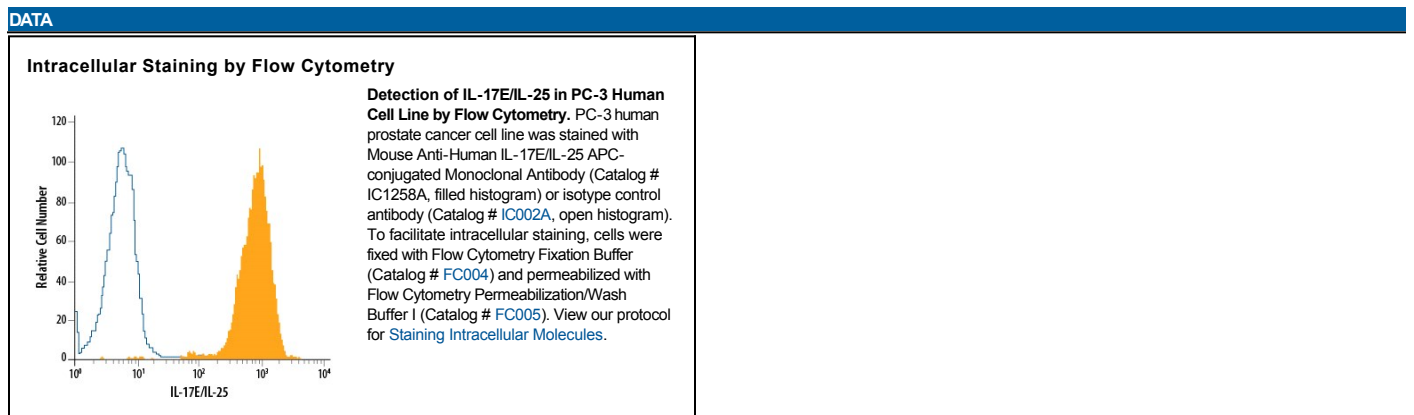 DATA
Intracellular Staining by Flow Cytometry
Detection of IL-17E/IL-25 in PC-3 Human
Cell Line by Flow Cytometry. PC-3 human
prostate cancer cell line was stained with
Mouse Anti-Human IL-17E/IL-25 APC-
conjugated Monoclonal Antibody (Catalog #
IC1258A, filled histogram) or isotype control
antibody (Catalog # IC002A, open histogram).
To facilitate intracellular staining, cells were
fixed with Flow Cytometry Fixation Buffer
(Catalog # FC004) and permeabilized with
Flow Cytometry Permeabilization/Wash
Buffer I (Catalog # FC005). View our protocol
for Staining Intracellular Molecules.
Relative Cell Number
120
100
80
60
40
20
0
10⁰ 10¹ 10² 10³ 10⁴
IL-17E/IL-25